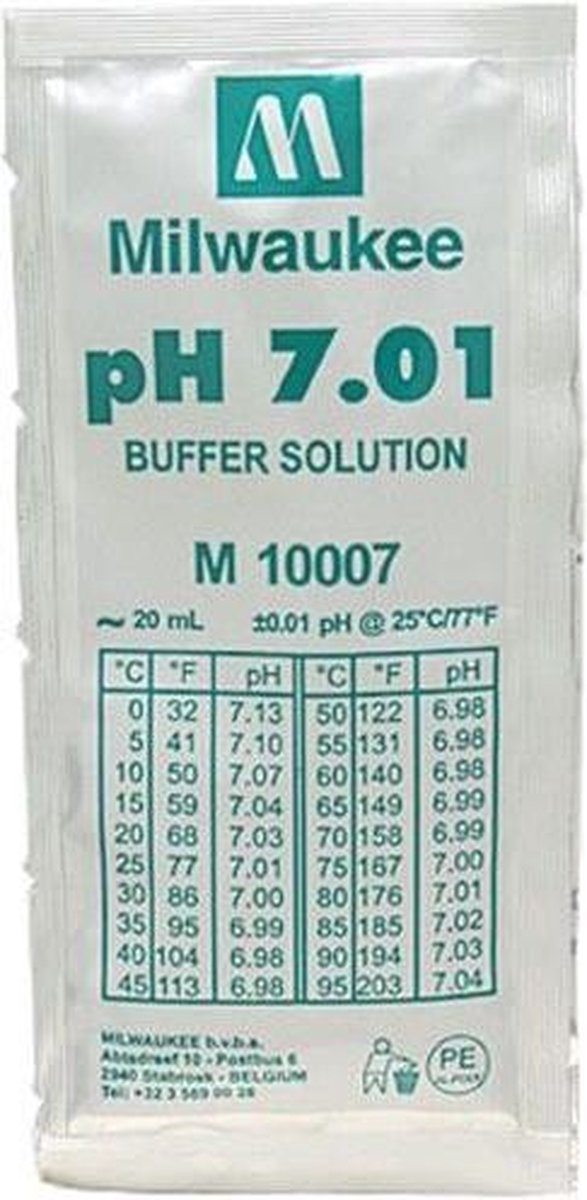 M
Milwaukee
pH 7.01
BUFFER SOLUTION
M 10007
~ 20 mL ±0.01 pH @ 25°C/77°F
°C °F pH °C °F pH
0 32 7.13 50 122 6.98
5 41 7.10 55 131 6.98
10 50 7.07 60 140 6.98
15 59 7.04 65 149 6.99
20 68 7.03 70 158 6.99
25 77 7.01 75 167 7.00
30 86 7.00 80 176 7.01
35 95 6.99 85 185 7.02
40 104 6.98 90 194 7.03
45 113 6.98 95 203 7.04
MILWAUKEE b.v.b.a.
Abtsdreef 10 - Postbus 6
2940 Stabroek - BELGIUM
Tel: +32 3 569 00 28
PE